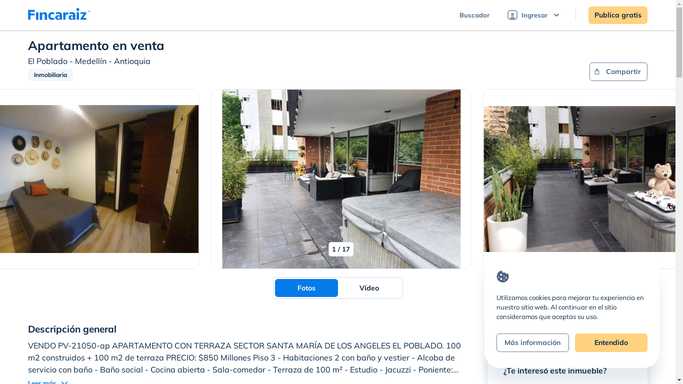 Fincaraiz
Buscador
Ingresar
Publica gratis
Apartamento en venta
El Poblado - Medellín - Antioquia
Inmobiliaria
Compartir
1 / 17
Fotos
Video
Descripción general
VENDO PV-21050-ap APARTAMENTO CON TERRAZA SECTOR SANTA MARÍA DE LOS ANGELES EL POBLADO. 100
m2 construidos + 100 m2 de terraza PRECIO: $850 Millones Piso 3 - Habitaciones 2 con baño y vestier - Alcoba de
servicio con baño - Baño social - Cocina abierta - Sala-comedor - Terraza de 100 m² - Estudio - Jacuzzi - Poniente:...
Leer más
Utilizamos cookies para mejorar tu experiencia en
nuestro sitio web. Al continuar en el sitio
consideramos que aceptas su uso.
Más información
Entendido
¿Te interesó este inmueble?